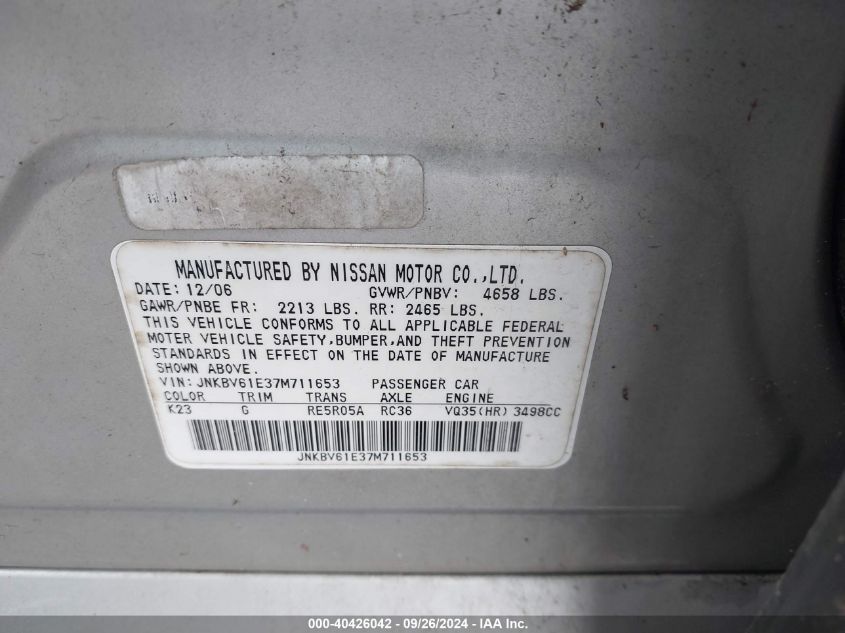 MANUFACTURED BY NISSAN MOTOR CO.,LTD.
DATE: 12/06 GVWR/PNBV: 4658 LBS.
GAWR/PNBE FR: 2213 LBS. RR: 2465 LBS.
THIS VEHICLE CONFORMS TO ALL APPLICABLE FEDERAL
MOTER VEHICLE SAFETY,BUMPER,AND THEFT PREVENTION
STANDARDS IN EFFECT ON THE DATE OF MANUFACTURE
SHOWN ABOVE.
VIN: JNKBV61E37M711653 PASSENGER CAR
COLOR TRIM TRANS AXLE ENGINE
K23 G RE5R05A RC36 VQ35(HR) 3498CC
JNKBV61E37M711653
000-40426042 - 09/26/2024 - IAA Inc.